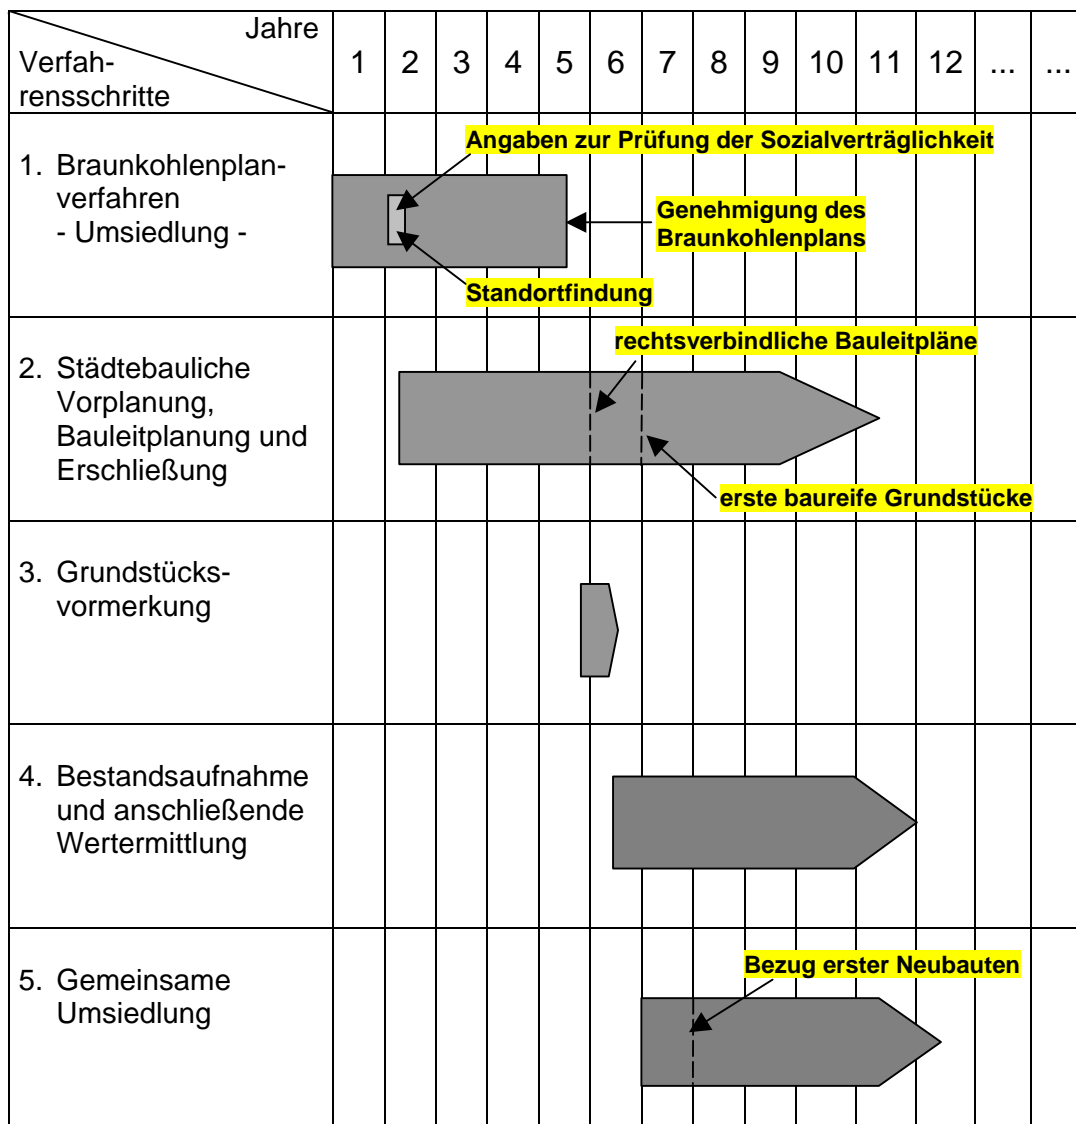 Jahre
Verfah-
rensschritte
1 2 3 4 5 6 7 8 9 10 11 12 ... ...
1. Braunkohlenplan-
verfahren
- Umsiedlung -
Angaben zur Prüfung der Sozialverträglichkeit
Genehmigung des
Braunkohlenplans
Standortfindung
2. Städtebauliche
Vorplanung,
Bauleitplanung und
Erschließung
rechtsverbindliche Bauleitpläne
erste baureife Grundstücke
3. Grundstücks-
vormerkung
4. Bestandsaufnahme
und anschließende
Wertermittlung
5. Gemeinsame
Umsiedlung
Bezug erster Neubauten